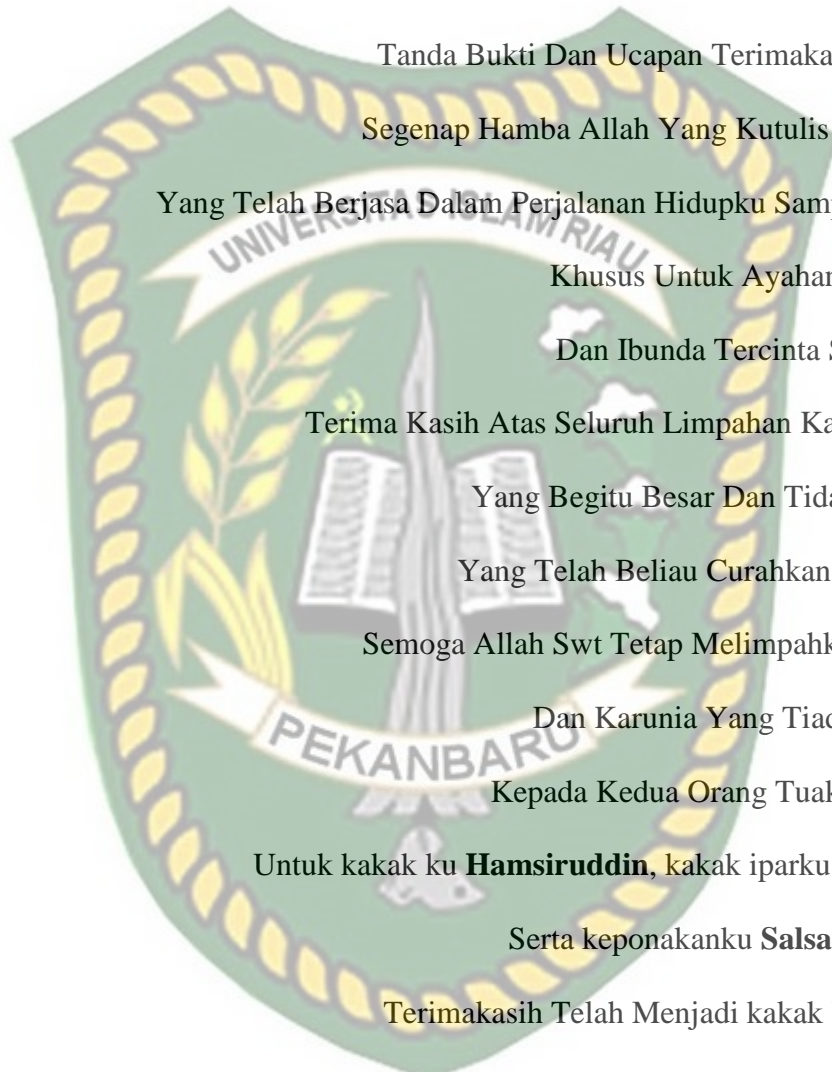 Tanda Bukti Dan Ucapan Terimaka
Segenap Hamba Allah Yang Kutulis
Yang Telah Berjasa Dalam Perjalanan Hidupku Sam
UNIVERSITAS ISLAM RIAU
Khusus Untuk Ayahan
Dan Ibunda Tercinta
Terima Kasih Atas Seluruh Limpahan Ka
Yang Begitu Besar Dan Tida
Yang Telah Beliau Curahkan
Semoga Allah Swt Tetap Melimpahk
Dan Karunia Yang Tiad
PEKANBARU
Kepada Kedua Orang Tuak
Untuk kakak ku Hamsiruddin, kakak iparku
Serta keponakanku Salsa
Terimakasih Telah Menjadi kakak